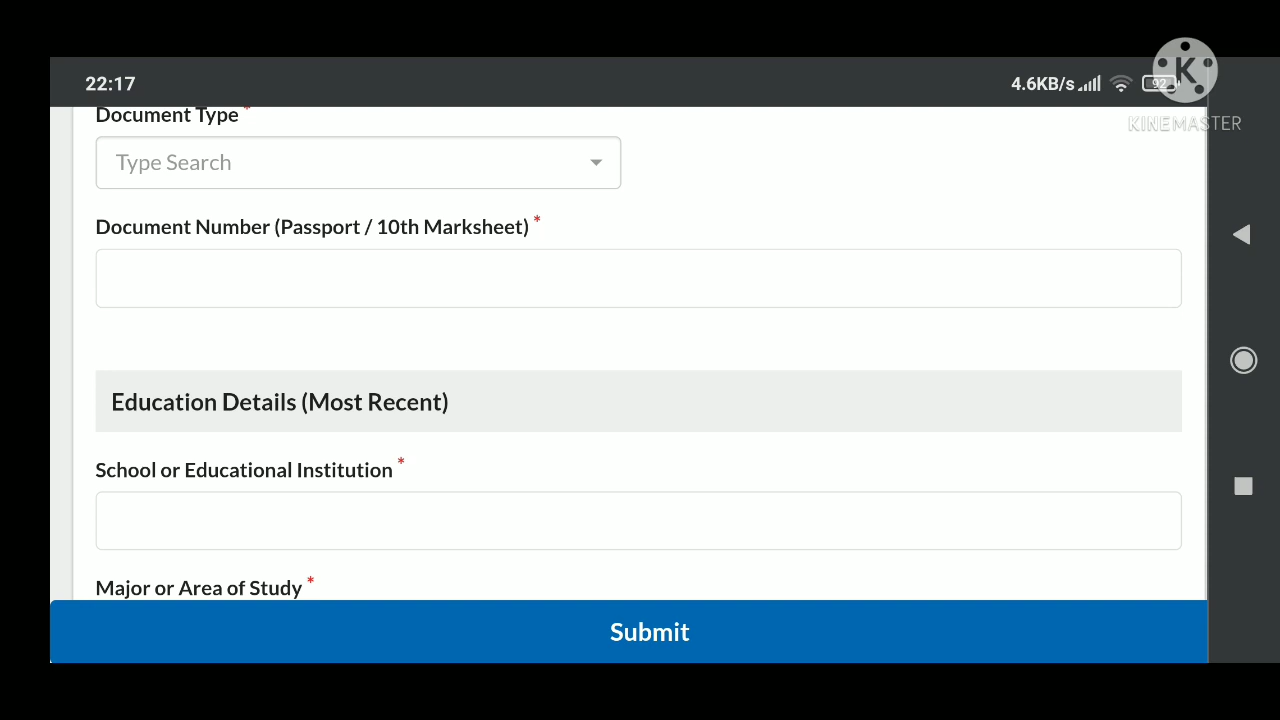 22:17
4.6KB/s
92
K
KINEMASTER
Document Type *
Type Search
Document Number (Passport / 10th Marksheet) *
Education Details (Most Recent)
School or Educational Institution *
Major or Area of Study *
Submit